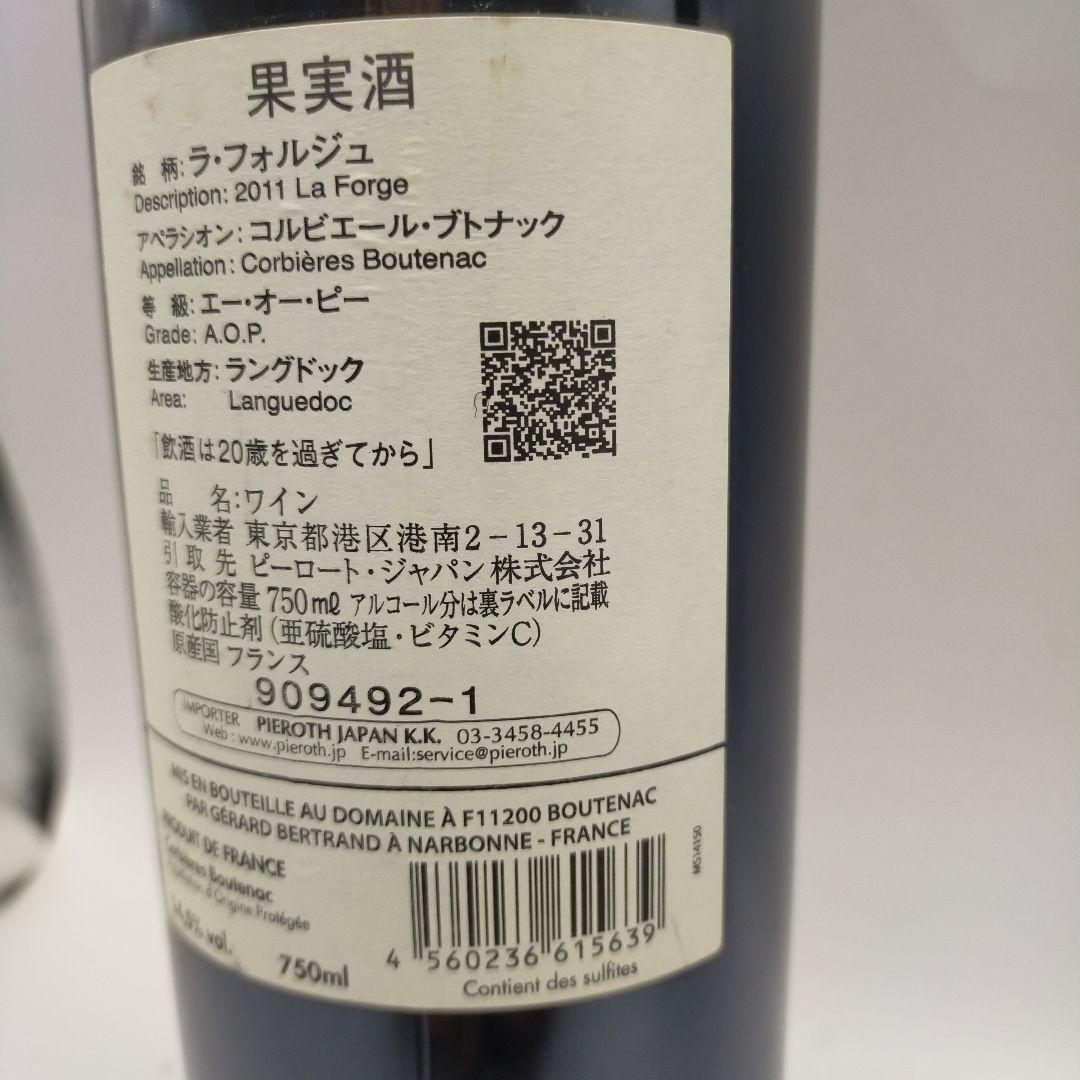 果実酒
銘 柄: ラ・フォルジュ
Description: 2011 La Forge
アペラシオン: コルビエール・ブトナック
Appellation: Corbières Boutenac
等 級: エー・オー・ピー
Grade: A.O.P.
生産地方: ラングドック
Area: Languedoc
「飲酒は20歳を過ぎてから」
品 名:ワイン
輸入業者 東京都港区港南2-13-31
引取先 ピーロート・ジャパン株式会社
容器の容量 750mℓ アルコール分は裏ラベルに記載
酸化防止剤(亜硫酸塩・ビタミンC)
原産国 フランス
909492-1
IMPORTER PIEROTH JAPAN K.K. 03-3458-4455
Web: www.pieroth.jp E-mail:service@pieroth.jp
MIS EN BOUTEILLE AU DOMAINE À F11200 BOUTENAC
PAR GÉRARD BERTRAND À NARBONNE - FRANCE
PRODUIT DE FRANCE
Corbières Boutenac
Appellation d'Origine Protégée
% vol.
750ml
4 560236 615639
Contient des sulfites
MS14150